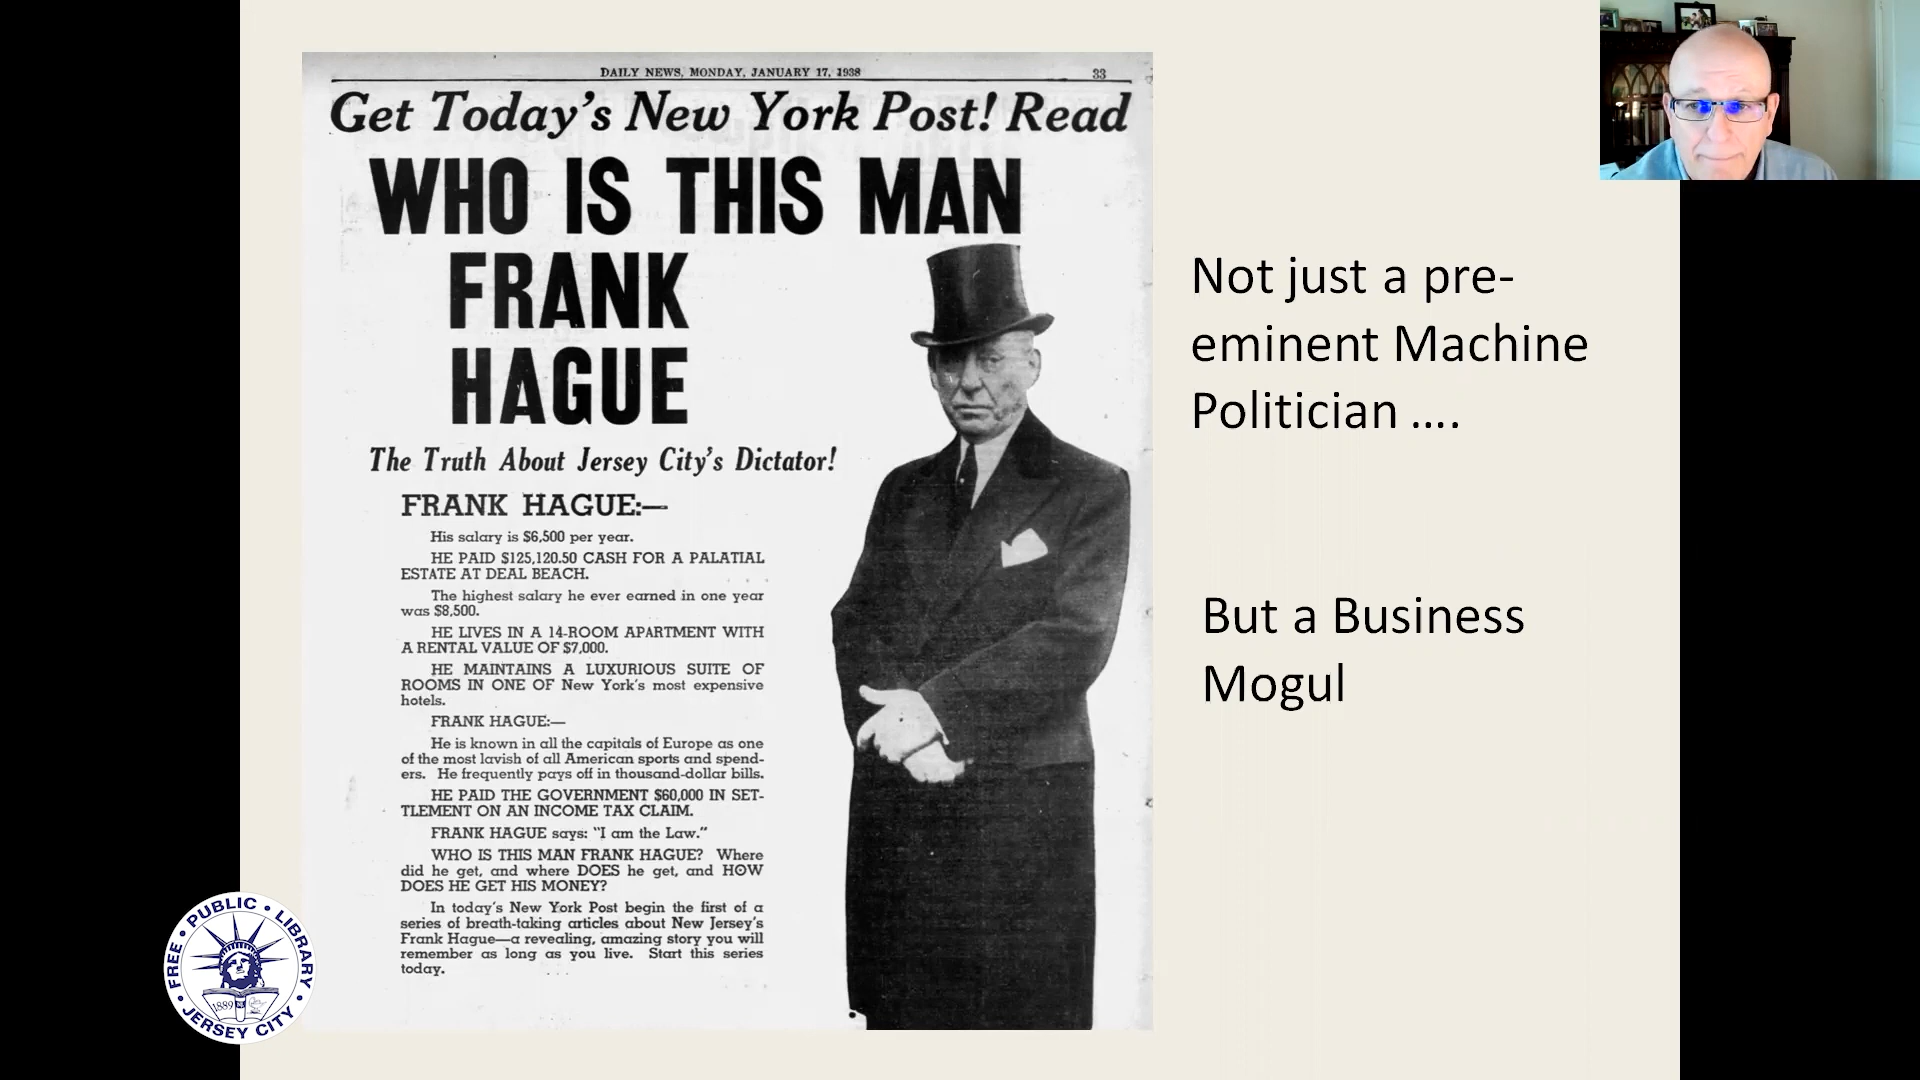 DAILY NEWS, MONDAY, JANUARY 17, 1938
33
Get Today's New York Post! Read
WHO IS THIS MAN
FRANK
HAGUE
The Truth About Jersey City's Dictator!
FRANK HAGUE:—
His salary is $6,500 per year.
HE PAID $125,120.50 CASH FOR A PALATIAL
ESTATE AT DEAL BEACH.
The highest salary he ever earned in one year
was $8,500.
HE LIVES IN A 14-ROOM APARTMENT WITH
A RENTAL VALUE OF $7,000.
HE MAINTAINS A LUXURIOUS SUITE OF
ROOMS IN ONE OF New York's most expensive
hotels.
FRANK HAGUE:—
He is known in all the capitals of Europe as one
of the most lavish of all American sports and spend-
ers. He frequently pays off in thousand-dollar bills.
HE PAID THE GOVERNMENT $60,000 IN SET-
TLEMENT ON AN INCOME TAX CLAIM.
FRANK HAGUE says: "I am the Law."
WHO IS THIS MAN FRANK HAGUE? Where
did he get, and where DOES he get, and HOW
DOES HE GET HIS MONEY?
In today's New York Post begin the first of a
series of breath-taking articles about New Jersey's
Frank Hague—a revealing, amazing story you will
remember as long as you live. Start this series
today.
Not just a pre-
eminent Machine
Politician ....
But a Business
Mogul
FREE • PUBLIC • LIBRARY
1889
JERSEY CITY